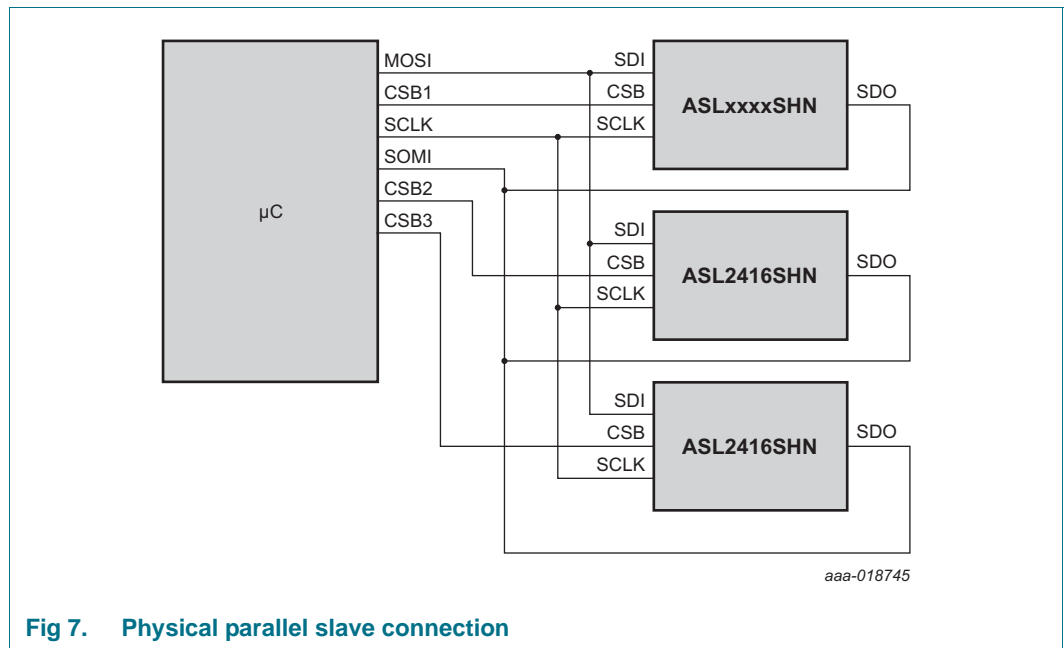 MOSI
CSB1
SCLK
SOMI
CSB2
CSB3
µC
SDI
CSB
SCLK
ASLxxxxSHN
SDO
SDI
CSB
SCLK
ASL2416SHN
SDO
SDI
CSB
SCLK
ASL2416SHN
SDO
aaa-018745
Fig 7. Physical parallel slave connection